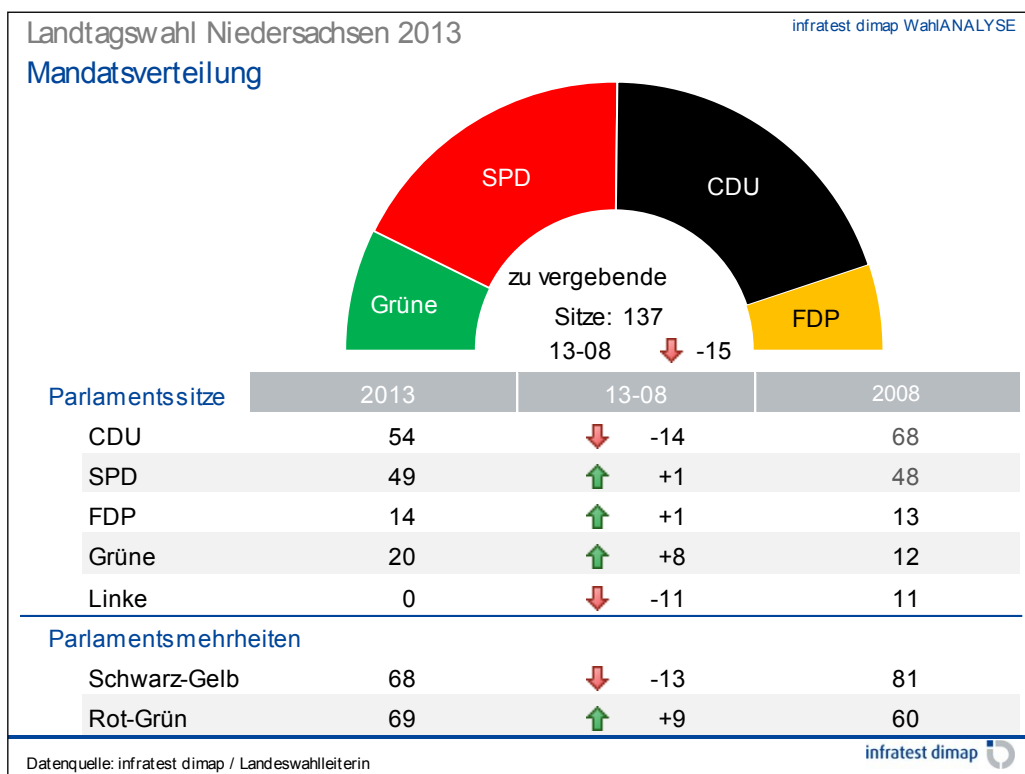 Landtagswahl Niedersachsen 2013
infratest dimap WahlANALYSE
Mandatsverteilung
SPD
CDU
Grüne
FDP
zu vergebende
Sitze: 137
13-08 -15
Parlamentssitze 2013 13-08 2008
CDU 54 -14 68
SPD 49 +1 48
FDP 14 +1 13
Grüne 20 +8 12
Linke 0 -11 11
Parlamentsmehrheiten
Schwarz-Gelb 68 -13 81
Rot-Grün 69 +9 60
Datenquelle: infratest dimap / Landeswahlleiterin
infratest dimap